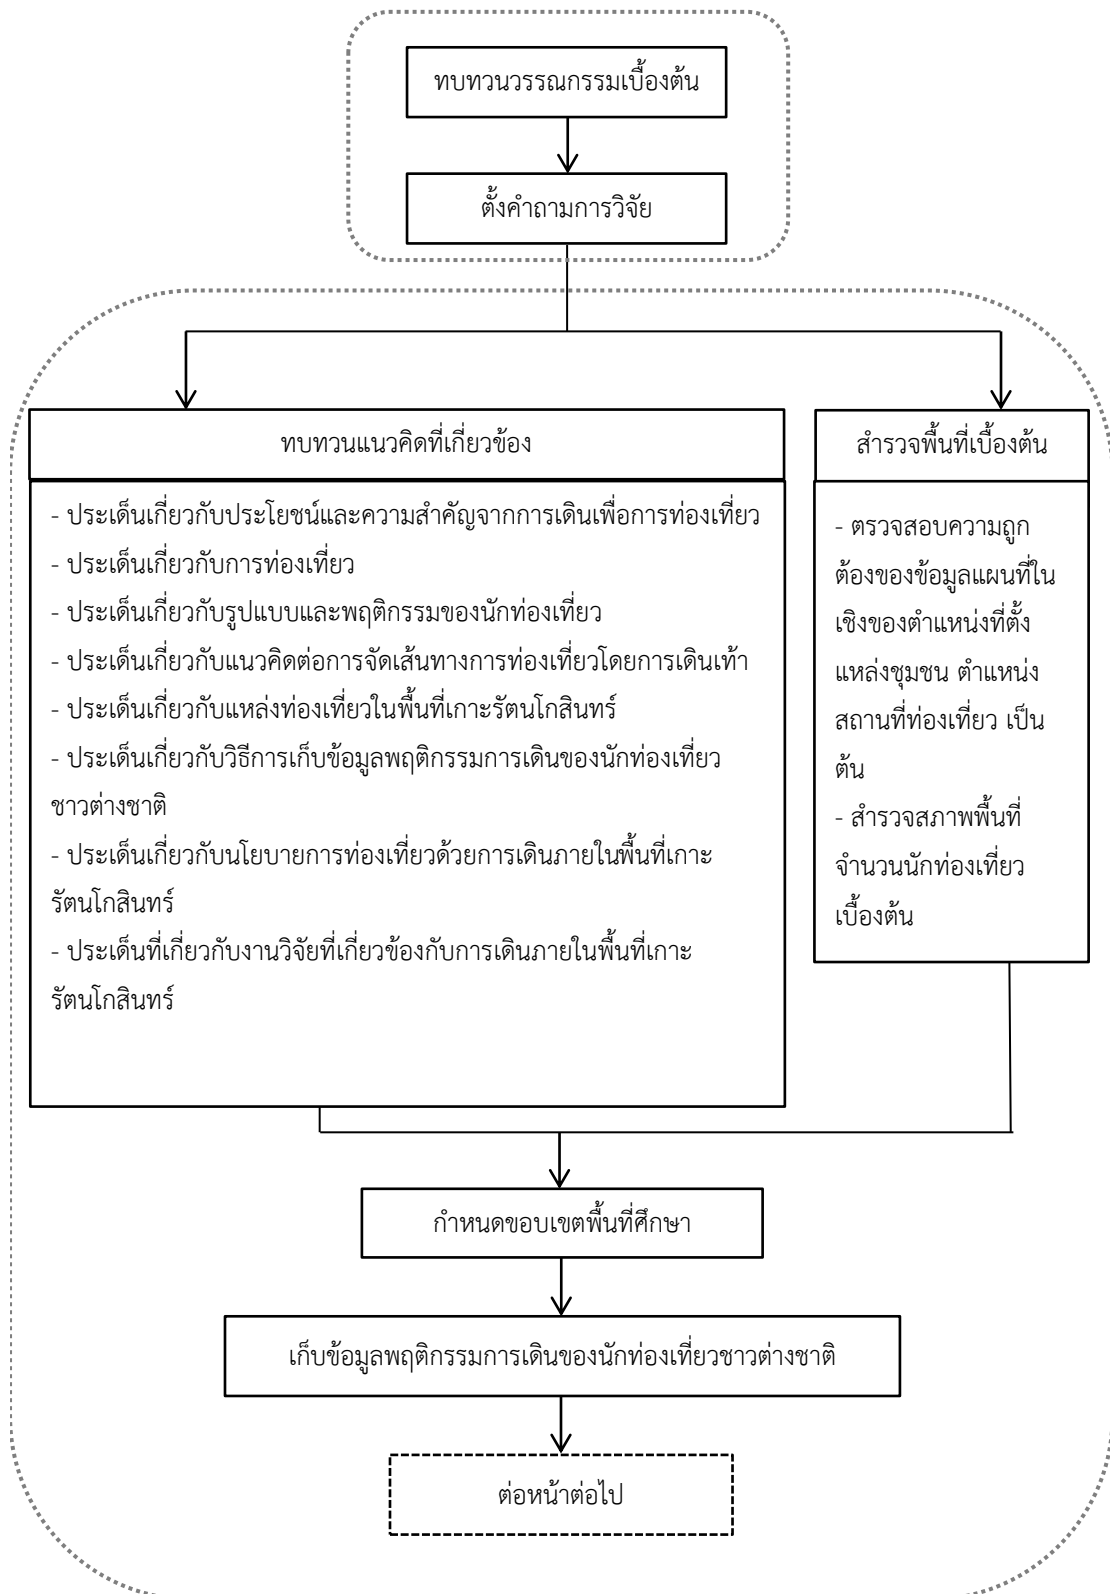 ทบทวนวรรณกรรมเบื้องต้น
ตั้งคำถามการวิจัย
ทบทวนแนวคิดที่เกี่ยวข้อง
- ประเด็นเกี่ยวกับประโยชน์และความสำคัญจากการเดินเพื่อการท่องเที่ยว
- ประเด็นเกี่ยวกับการท่องเที่ยว
- ประเด็นเกี่ยวกับรูปแบบและพฤติกรรมของนักท่องเที่ยว
- ประเด็นเกี่ยวกับแนวคิดต่อการจัดเส้นทางการท่องเที่ยวโดยการเดินเท้า
- ประเด็นเกี่ยวกับแหล่งท่องเที่ยวในพื้นที่เกาะรัตนโกสินทร์
- ประเด็นเกี่ยวกับวิธีการเก็บข้อมูลพฤติกรรมการเดินของนักท่องเที่ยว
ชาวต่างชาติ
- ประเด็นเกี่ยวกับนโยบายการท่องเที่ยวด้วยการเดินภายในพื้นที่เกาะ
รัตนโกสินทร์
- ประเด็นที่เกี่ยวกับงานวิจัยที่เกี่ยวข้องกับการเดินภายในพื้นที่เกาะ
รัตนโกสินทร์
สำรวจพื้นที่เบื้องต้น
- ตรวจสอบความถูก
ต้องของข้อมูลแผนที่ใน
เชิงของตำแหน่งที่ตั้ง
แหล่งชุมชน ตำแหน่ง
สถานที่ท่องเที่ยว เป็น
ต้น
- สำรวจสภาพพื้นที่
จำนวนนักท่องเที่ยว
เบื้องต้น
กำหนดขอบเขตพื้นที่ศึกษา
เก็บข้อมูลพฤติกรรมการเดินของนักท่องเที่ยวชาวต่างชาติ
ต่อหน้าต่อไป